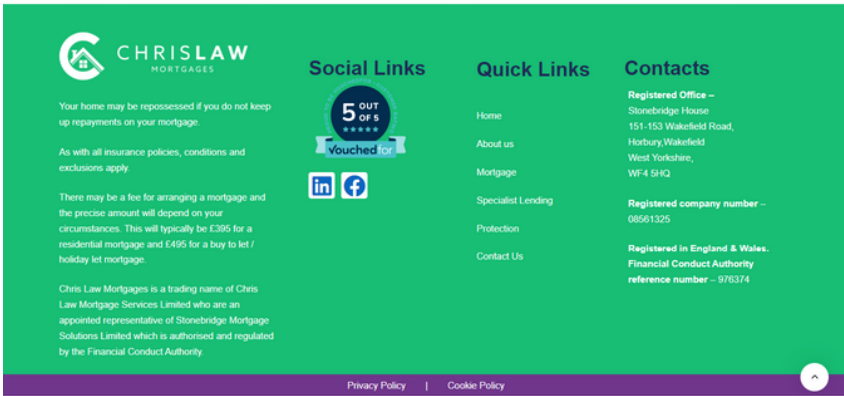 CHRISLAW
MORTGAGES
Your home may be repossessed if you do not keep
up repayments on your mortgage.
As with all insurance policies, conditions and
exclusions apply.
There may be a fee for arranging a mortgage and
the precise amount will depend on your
circumstances. This will typically be £395 for a
residential mortgage and £495 for a buy to let /
holiday let mortgage.
Chris Law Mortgages is a trading name of Chris
Law Mortgage Services Limited who are an
appointed representative of Stonebridge Mortgage
Solutions Limited which is authorised and regulated
by the Financial Conduct Authority.
Social Links
5 OUT
OF 5
vouchedfor
in f
Quick Links
Home
About us
Mortgage
Specialist Lending
Protection
Contact Us
Contacts
Registered Office –
Stonebridge House
151-153 Wakefield Road,
Horbury,Wakefield
West Yorkshire,
WF4 5HQ
Registered company number –
08561325
Registered in England & Wales.
Financial Conduct Authority
reference number – 976374
Privacy Policy | Cookie Policy